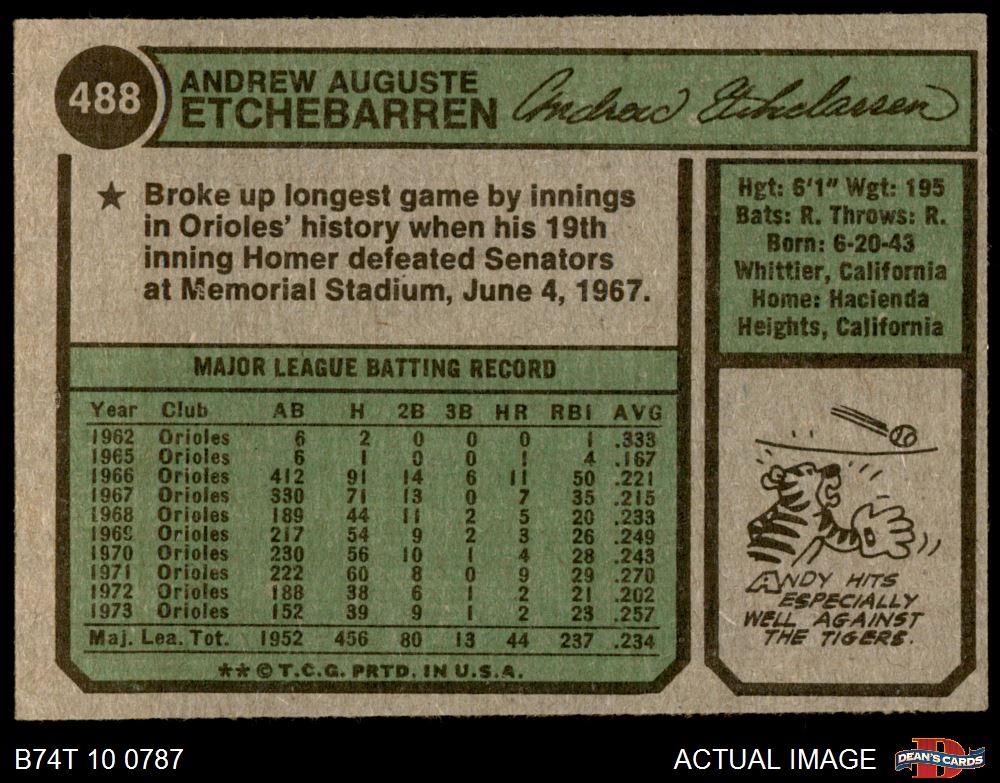 488
ANDREW AUGUSTE
ETCHEBARREN
Andrew Etchebarren
★ Broke up longest game by innings
in Orioles' history when his 19th
inning Homer defeated Senators
at Memorial Stadium, June 4, 1967.
Hgt: 6'1" Wgt: 195
Bats: R. Throws: R.
Born: 6-20-43
Whittier, California
Home: Hacienda
Heights, California
MAJOR LEAGUE BATTING RECORD
Year Club AB H 2B 3B HR RBI AVG
1962 Orioles 6 2 0 0 0 1 .333
1965 Orioles 6 1 0 0 1 4 .167
1966 Orioles 412 91 14 6 11 50 .221
1967 Orioles 330 71 13 0 7 35 .215
1968 Orioles 189 44 11 2 5 20 .233
1969 Orioles 217 54 9 2 3 26 .249
1970 Orioles 230 56 10 1 4 28 .243
1971 Orioles 222 60 8 0 9 29 .270
1972 Orioles 188 38 6 1 2 21 .202
1973 Orioles 152 39 9 1 2 23 .257
Maj. Lea. Tot. 1952 456 80 13 44 237 .234
**©T.C.G. PRTD. IN U.S.A.
ANDY HITS
ESPECIALLY
WELL AGAINST
THE TIGERS.
B74T 10 0787
ACTUAL IMAGE
DEAN'S CARDS